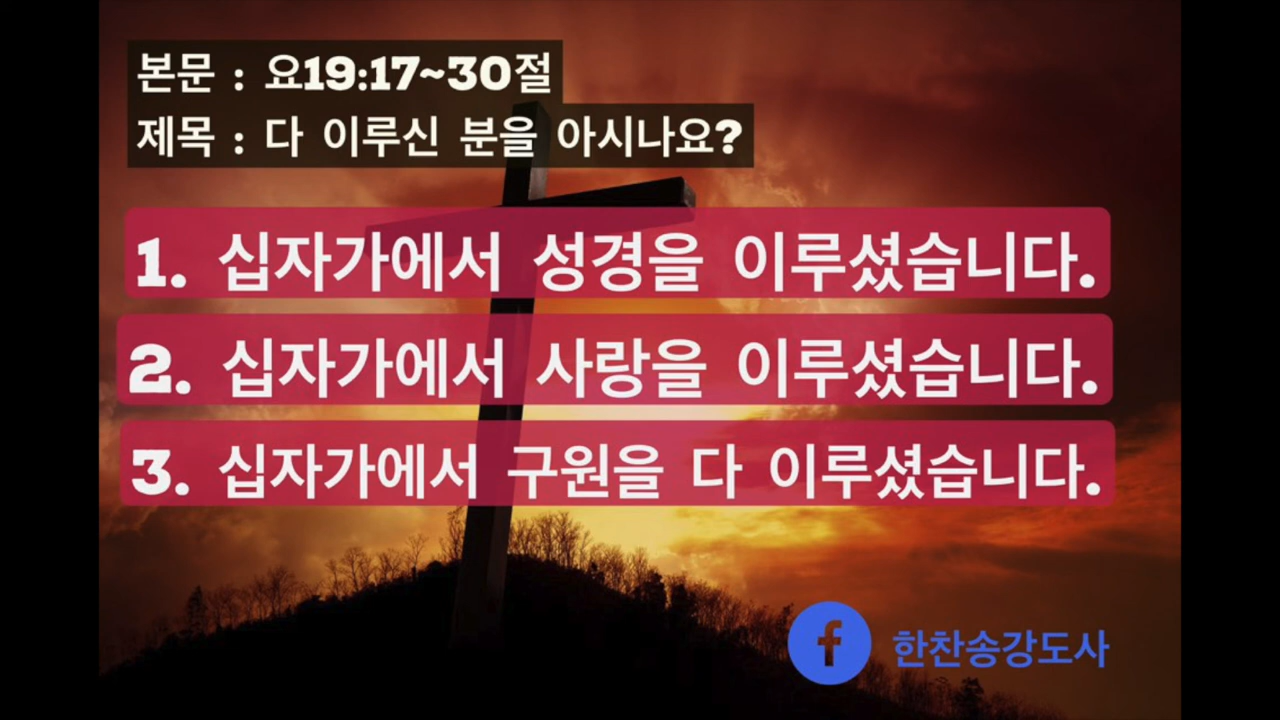 본문 : 요19:17~30절
제목 : 다 이루신 분을 아시나요?
1. 십자가에서 성경을 이루셨습니다.
2. 십자가에서 사랑을 이루셨습니다.
3. 십자가에서 구원을 다 이루셨습니다.
f 한찬송강도사